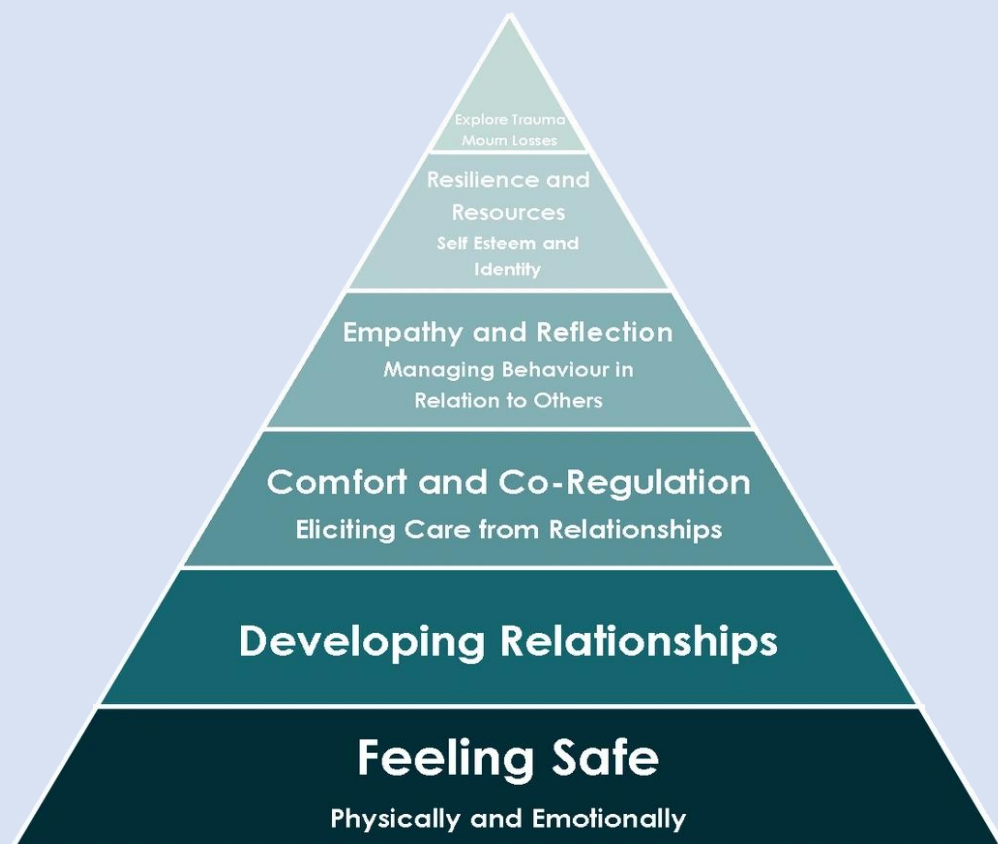 Explore Trauma
Mourn Losses
Resilience and
Resources
Self Esteem and
Identity
Empathy and Reflection
Managing Behaviour in
Relation to Others
Comfort and Co-Regulation
Eliciting Care from Relationships
Developing Relationships
Feeling Safe
Physically and Emotionally